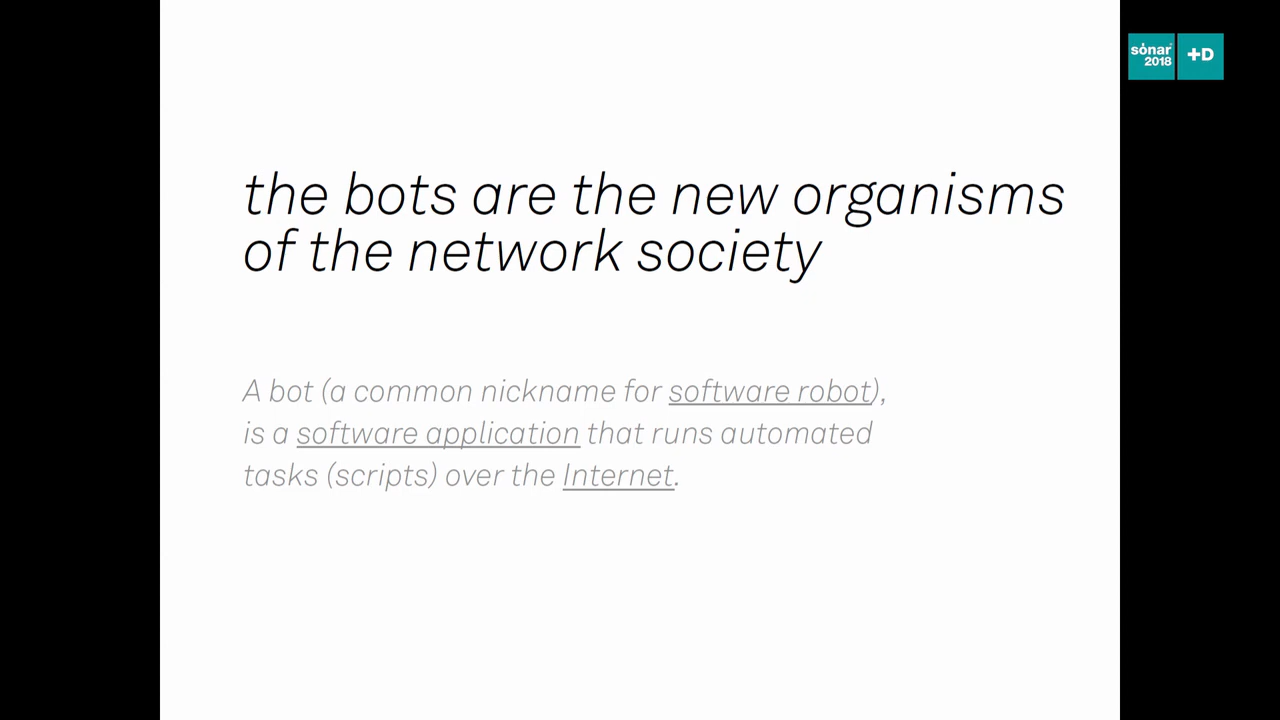 sónar
2018
+D
the bots are the new organisms
of the network society
A bot (a common nickname for software robot),
is a software application that runs automated
tasks (scripts) over the Internet.